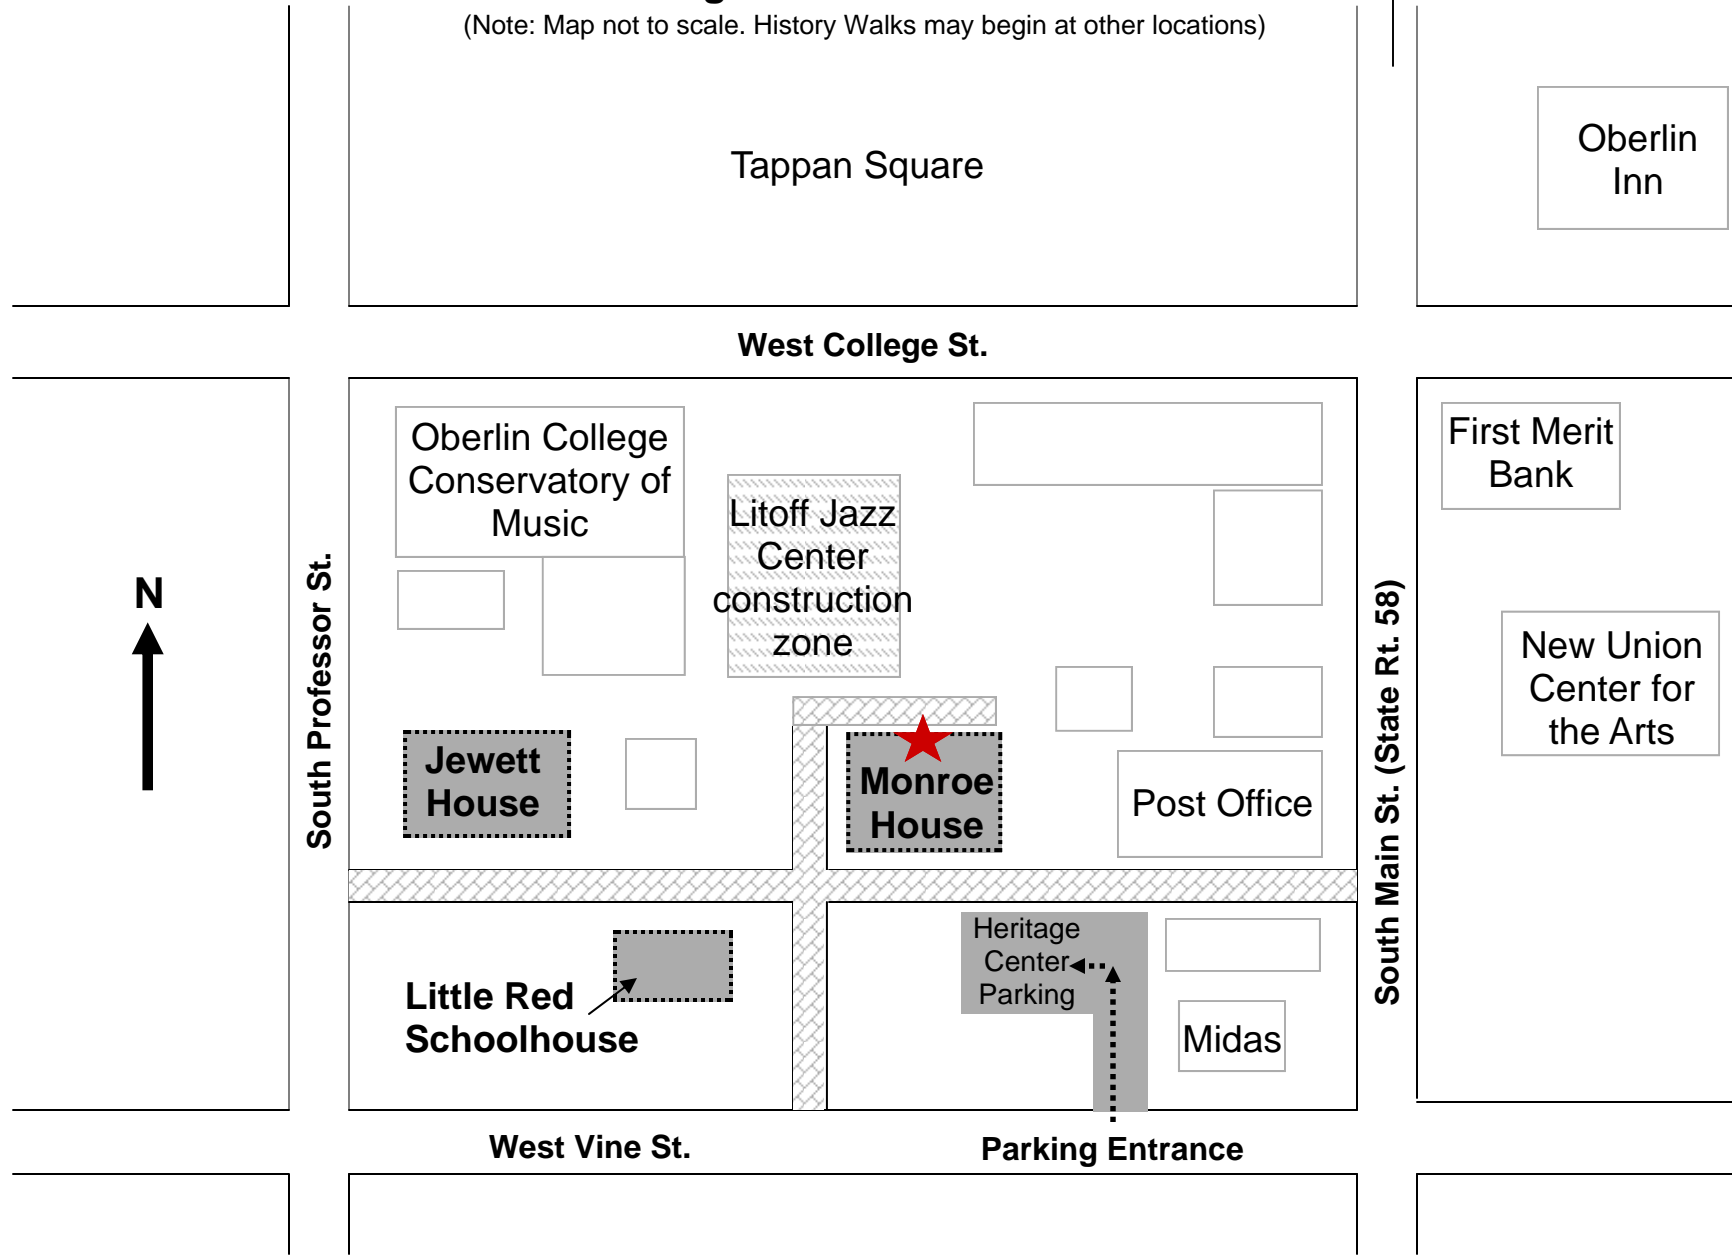 (Note: Map not to scale. History Walks may begin at other locations)
Tappan Square
Oberlin
Inn
West College St.
Oberlin College
Conservatory of
Music
Litoff Jazz
Center
construction
zone
First Merit
Bank
N
South Professor St.
South Main St. (State Rt. 58)
New Union
Center for
the Arts
Jewett
House
Monroe
House
Post Office
Little Red
Schoolhouse
Heritage
Center
Parking
Midas
West Vine St.
Parking Entrance